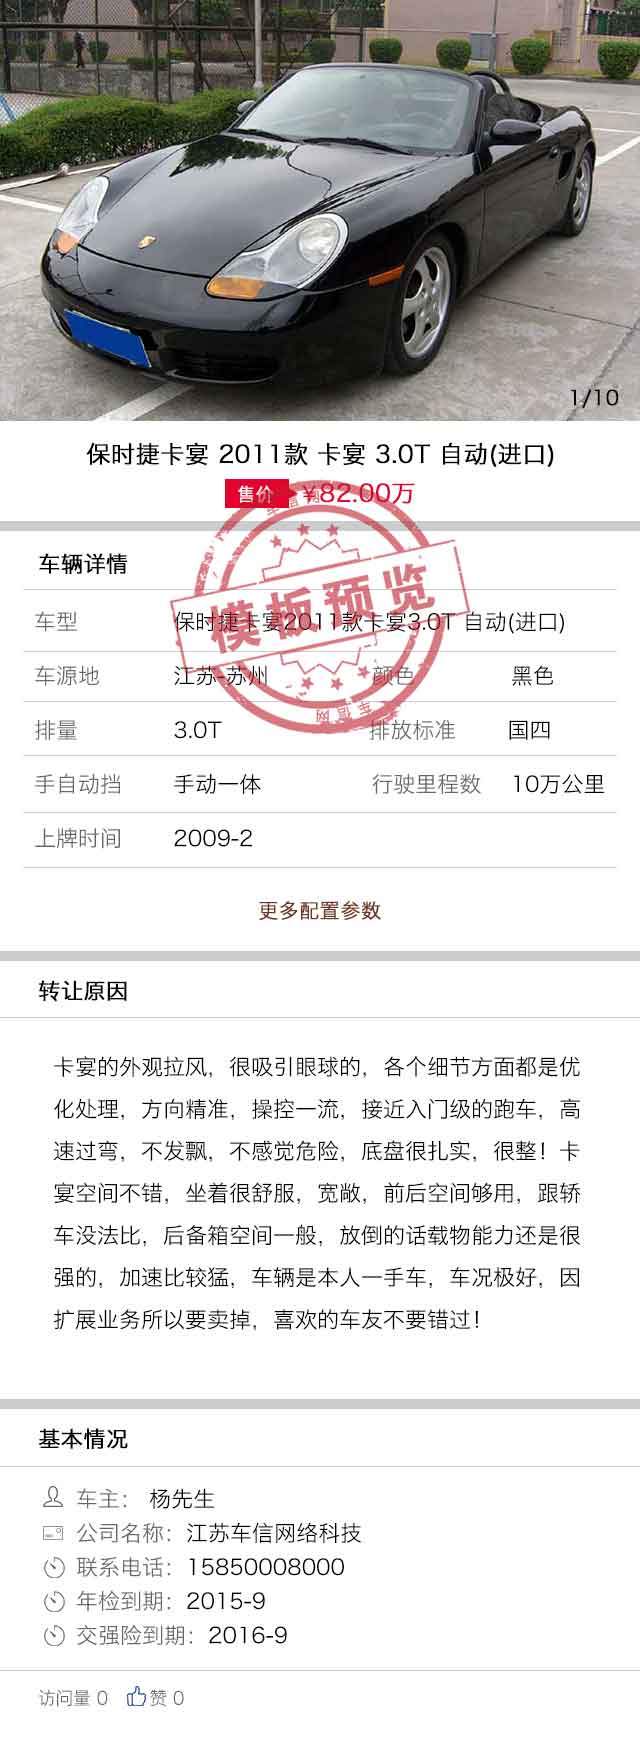 1/10
保时捷卡宴 2011款 卡宴 3.0T 自动(进口)
售价 ¥82.00万
车信网
模板预览
车信网
车辆详情
车型 保时捷卡宴2011款卡宴3.0T 自动(进口)
车源地 江苏-苏州 颜色 黑色
排量 3.0T 排放标准 国四
手自动挡 手动一体 行驶里程数 10万公里
上牌时间 2009-2
更多配置参数
转让原因
卡宴的外观拉风，很吸引眼球的，各个细节方面都是优
化处理，方向精准，操控一流，接近入门级的跑车，高
速过弯，不发飘，不感觉危险，底盘很扎实，很整！卡
宴空间不错，坐着很舒服，宽敞，前后空间够用，跟轿
车没法比，后备箱空间一般，放倒的话载物能力还是很
强的，加速比较猛，车辆是本人一手车，车况极好，因
扩展业务所以要卖掉，喜欢的车友不要错过！
基本情况
车主： 杨先生
公司名称：江苏车信网络科技
联系电话：15850008000
年检到期：2015-9
交强险到期：2016-9
访问量 0 赞 0